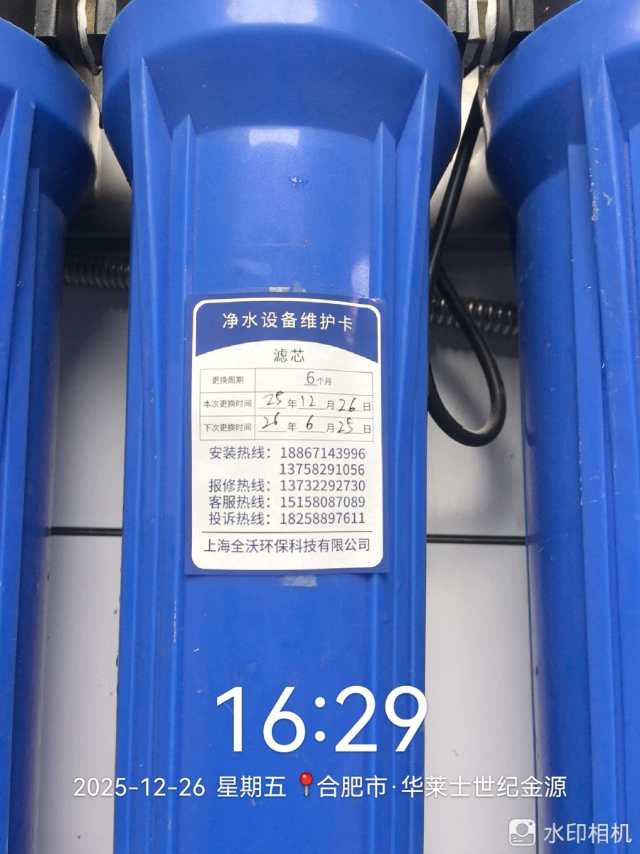 净水设备维护卡
滤芯
更换周期 6个月
本次更换时间 25年12月26日
下次更换时间 26年6月25日
安装热线：18867143996
13758291056
报修热线：13732292730
客服热线：15158087089
投诉热线：18258897611
上海全沃环保科技有限公司
16:29
2025-12-26 星期五 📍合肥市·华莱士世纪金源
水印相机